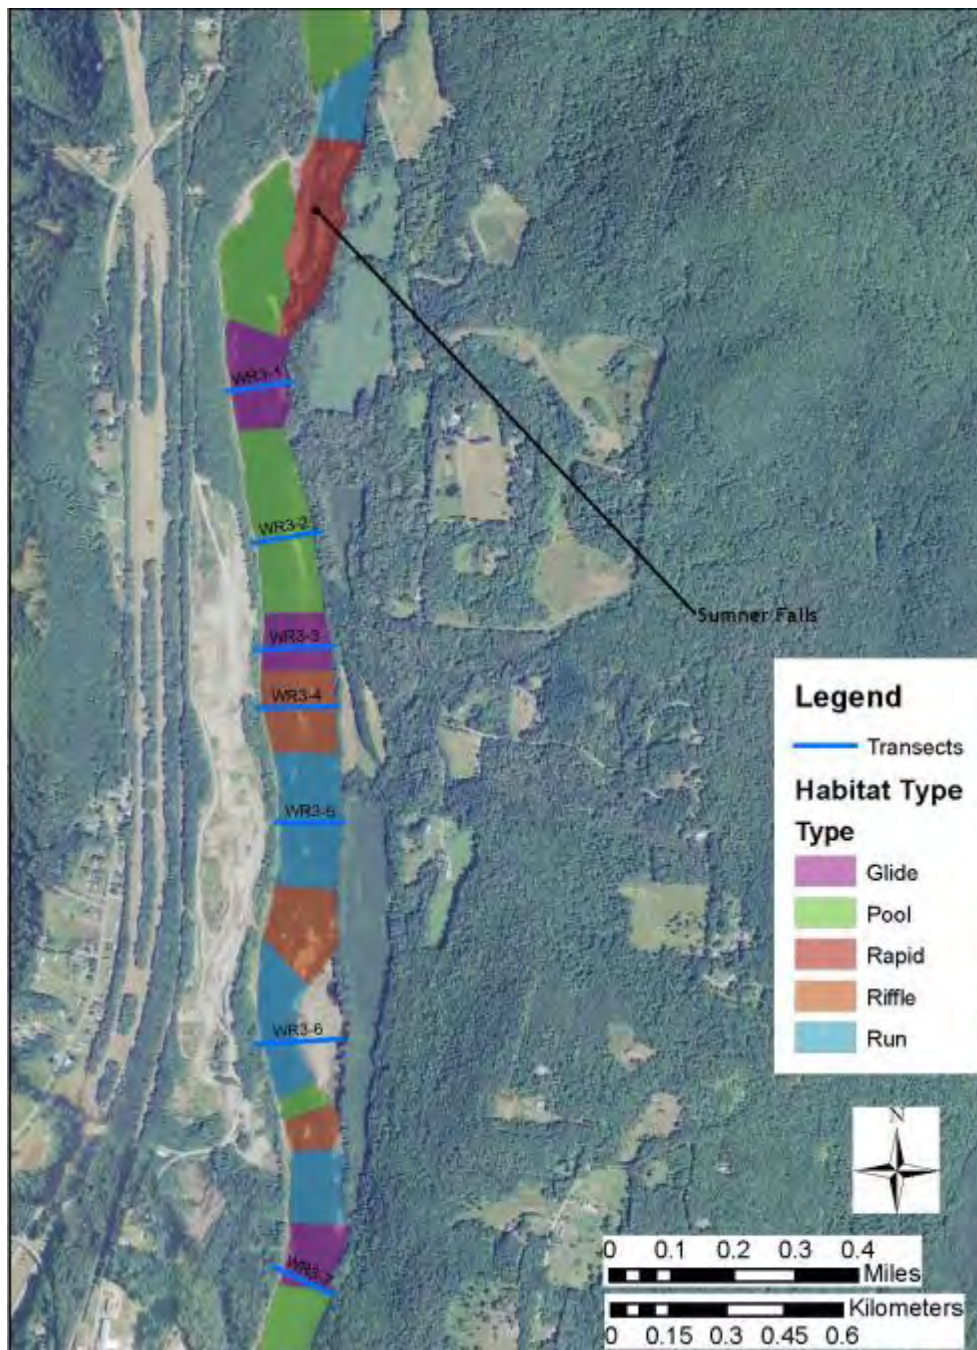 WR3-1
WR3-2
Sumner Falls
WR3-3
WR3-4
WR3-5
WR3-6
WR3-7
Legend
Transects
Habitat Type
Type
Glide
Pool
Rapid
Riffle
Run
N
0 0.1 0.2 0.3 0.4
Miles
Kilometers
0 0.15 0.3 0.45 0.6